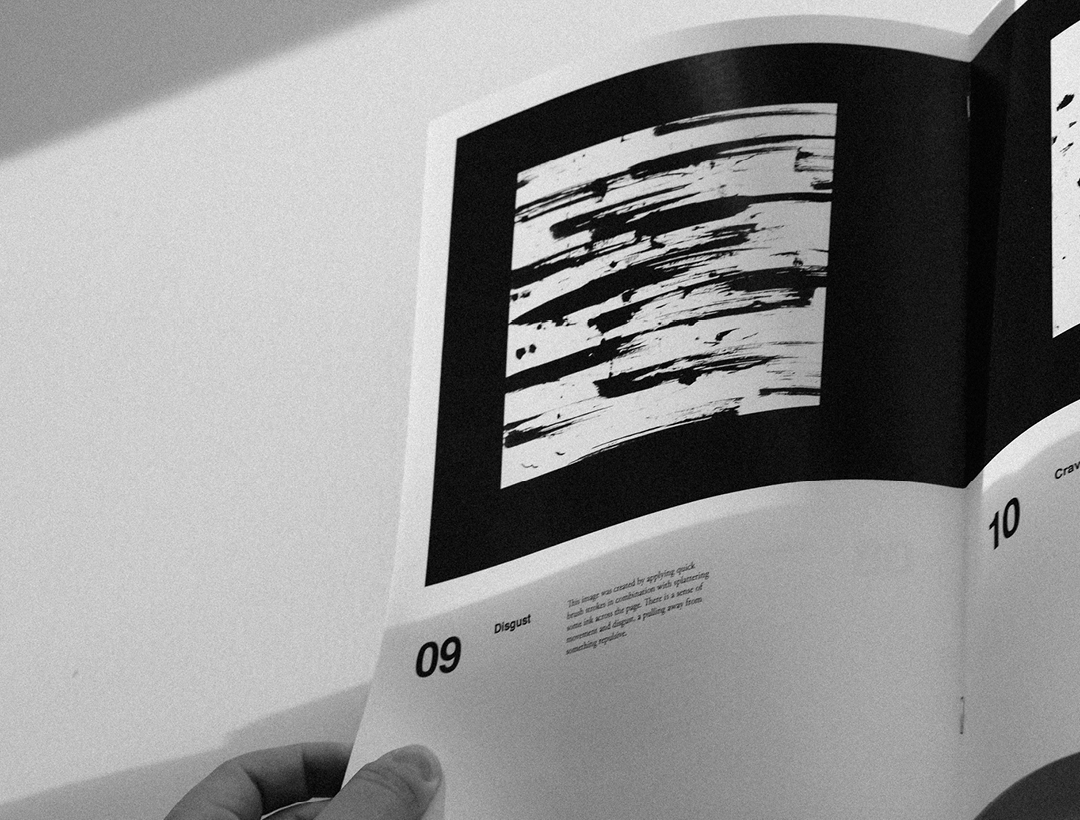 09
Disgust
This image was created by applying quick
brush strokes in combination with splattering
some ink across the page. There is a sense of
movement and disgust, a pulling away from
something repulsive.
10
Crav